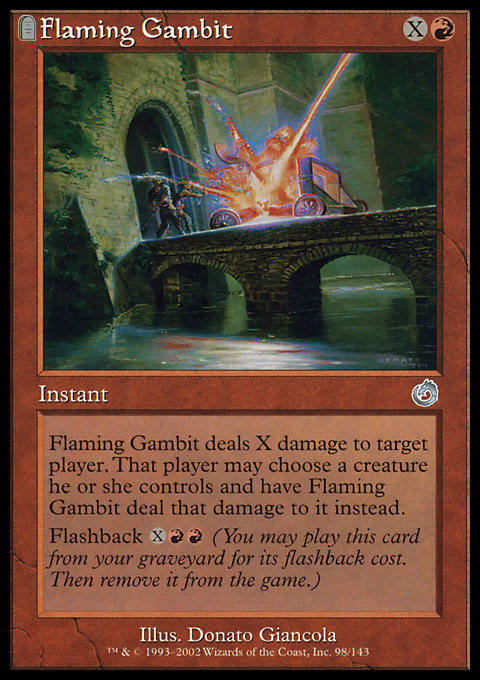 Flaming Gambit X
Instant
Flaming Gambit deals X damage to target
player. That player may choose a creature
he or she controls and have Flaming
Gambit deal that damage to it instead.
Flashback X (You may play this card
from your graveyard for its flashback cost.
Then remove it from the game.)
Illus. Donato Giancola
™ & © 1993–2002 Wizards of the Coast, Inc. 98/143